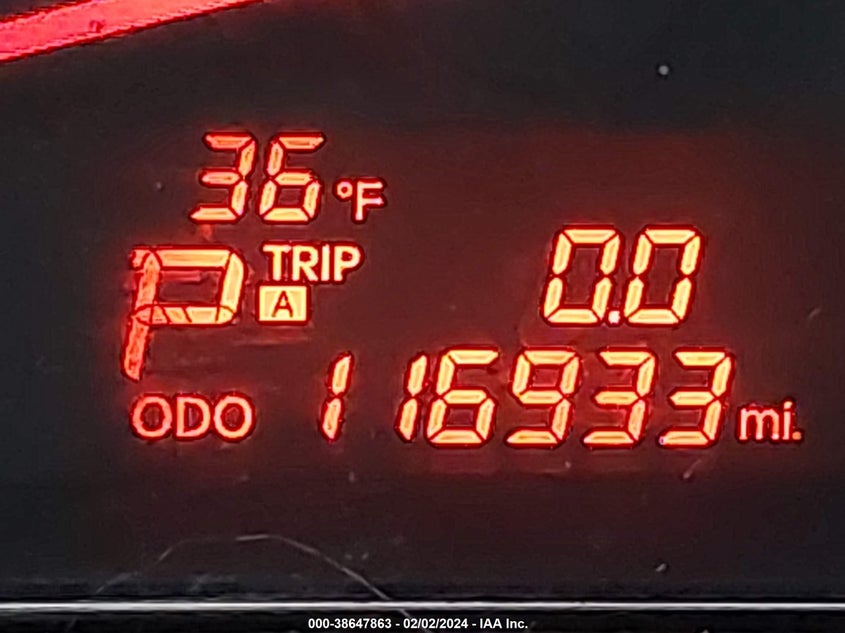 36 °F
P TRIP A 0.0
ODO 116933 mi.
000-38647863 - 02/02/2024 - IAA Inc.